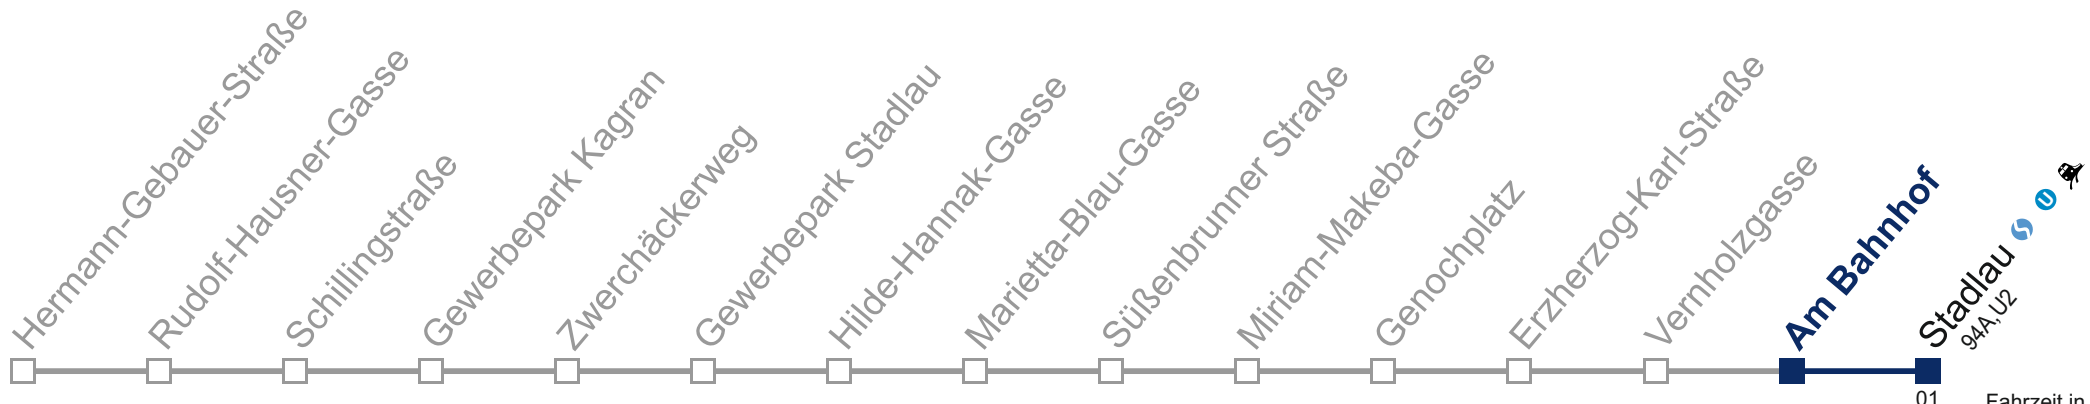 Hermann-Gebauer-Straße
Rudolf-Hausner-Gasse
Schillingstraße
Gewerbepark Kagran
Zwerchäckerweg
Gewerbepark Stadlau
Hilde-Hannak-Gasse
Marietta-Blau-Gasse
Süßenbrunner Straße
Miriam-Makeba-Gasse
Genochplatz
Erzherzog-Karl-Straße
Vernholzgasse
Am Bahnhof
Stadlau S U
94A, U2
01
Fahrzeit in